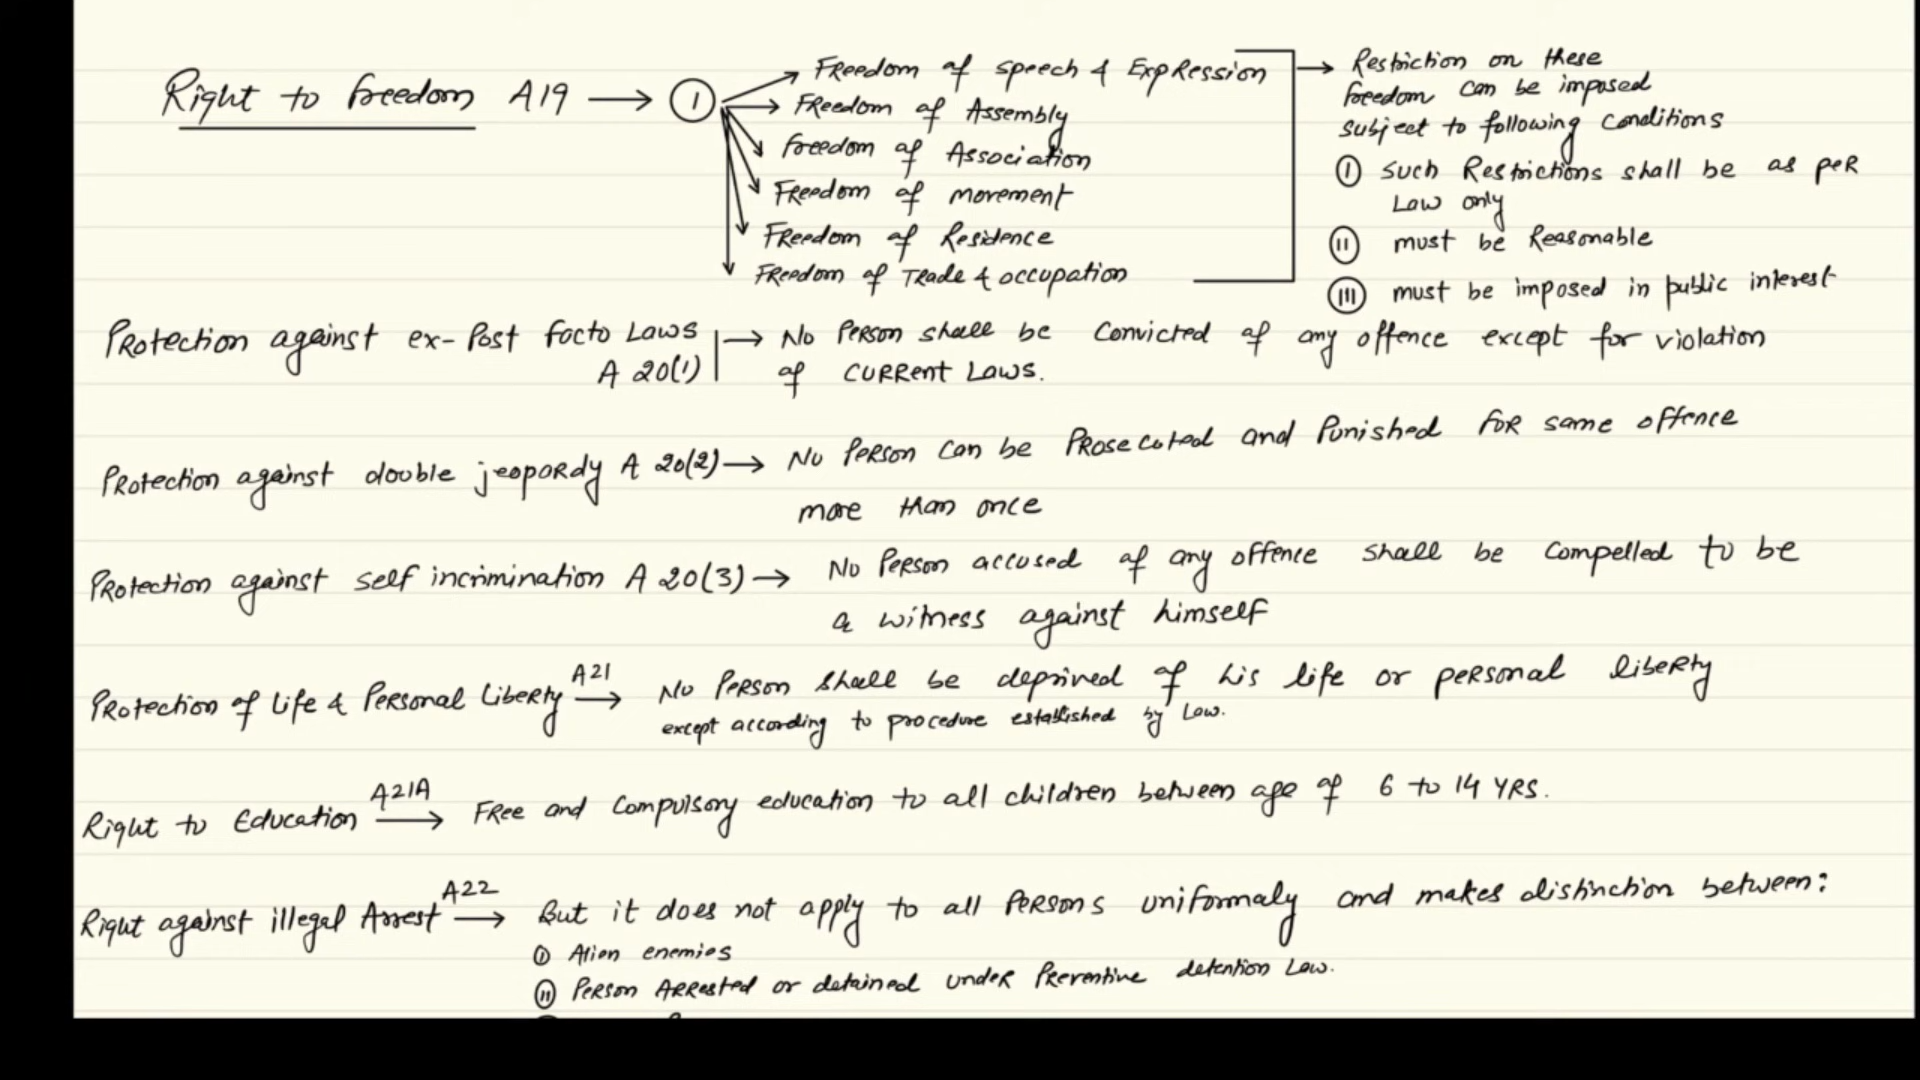 Right to freedom A19 → ①
Freedom of speech & Expression
Freedom of Assembly
freedom of Association
Freedom of movement
Freedom of Residence
Freedom of Trade & occupation
→ Restriction on these
freedom can be imposed
subject to following conditions
Ⓘ such Restrictions shall be as per
Law only
(II) must be Reasonable
(III) must be imposed in public interest
Protection against ex-Post facto Laws
A 20(1)
→ No Person shall be convicted of any offence except for violation
of current Laws.
Protection against double jeopardy A 20(2) → No Person can be Prosecuted and Punished for same offence
more than once
Protection against self incrimination A 20(3) → No Person accused of any offence shall be compelled to be
a witness against himself
Protection of Life & Personal Liberty A21 → No Person shall be deprived of his life or personal liberty
except according to procedure established by Law.
Right to Education A21A → Free and compulsory education to all children between age of 6 to 14 YRS.
Right against illegal Arrest A22 → But it does not apply to all Persons uniformaly and makes distinction between:
(I) Alien enemies
(II) Person Arrested or detained under Preventive detention Law.